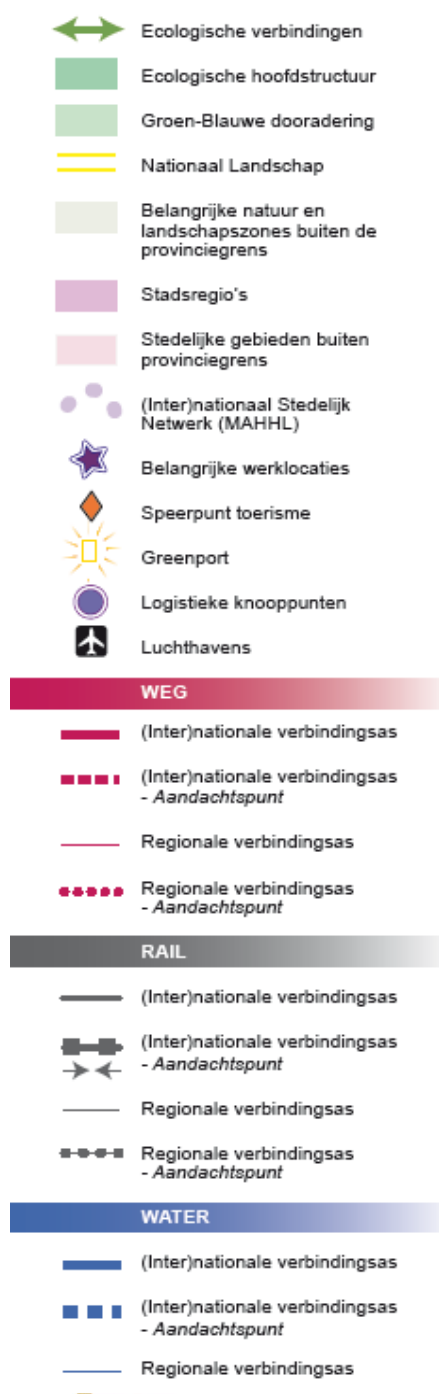 Ecologische verbindingen
Ecologische hoofdstructuur
Groen-Blauwe dooradering
Nationaal Landschap
Belangrijke natuur en
landschapszones buiten de
provinciegrens
Stadsregio's
Stedelijke gebieden buiten
provinciegrens
(Inter)nationaal Stedelijk
Netwerk (MAHHL)
Belangrijke werklocaties
Speerpunt toerisme
Greenport
Logistieke knooppunten
Luchthavens
WEG
(Inter)nationale verbindingsas
(Inter)nationale verbindingsas
- Aandachtspunt
Regionale verbindingsas
Regionale verbindingsas
- Aandachtspunt
RAIL
(Inter)nationale verbindingsas
(Inter)nationale verbindingsas
- Aandachtspunt
Regionale verbindingsas
Regionale verbindingsas
- Aandachtspunt
WATER
(Inter)nationale verbindingsas
(Inter)nationale verbindingsas
- Aandachtspunt
Regionale verbindingsas